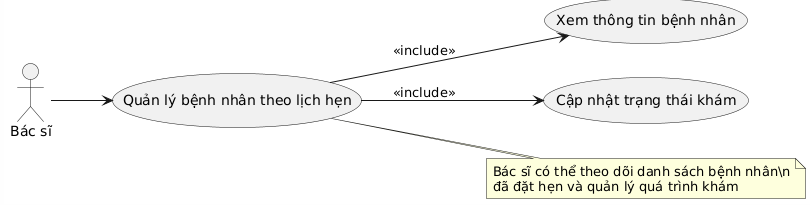 Xem thông tin bệnh nhân
«include»
Bác sĩ
Quản lý bệnh nhân theo lịch hẹn
«include»
Cập nhật trạng thái khám
Bác sĩ có thể theo dõi danh sách bệnh nhân\n
đã đặt hẹn và quản lý quá trình khám